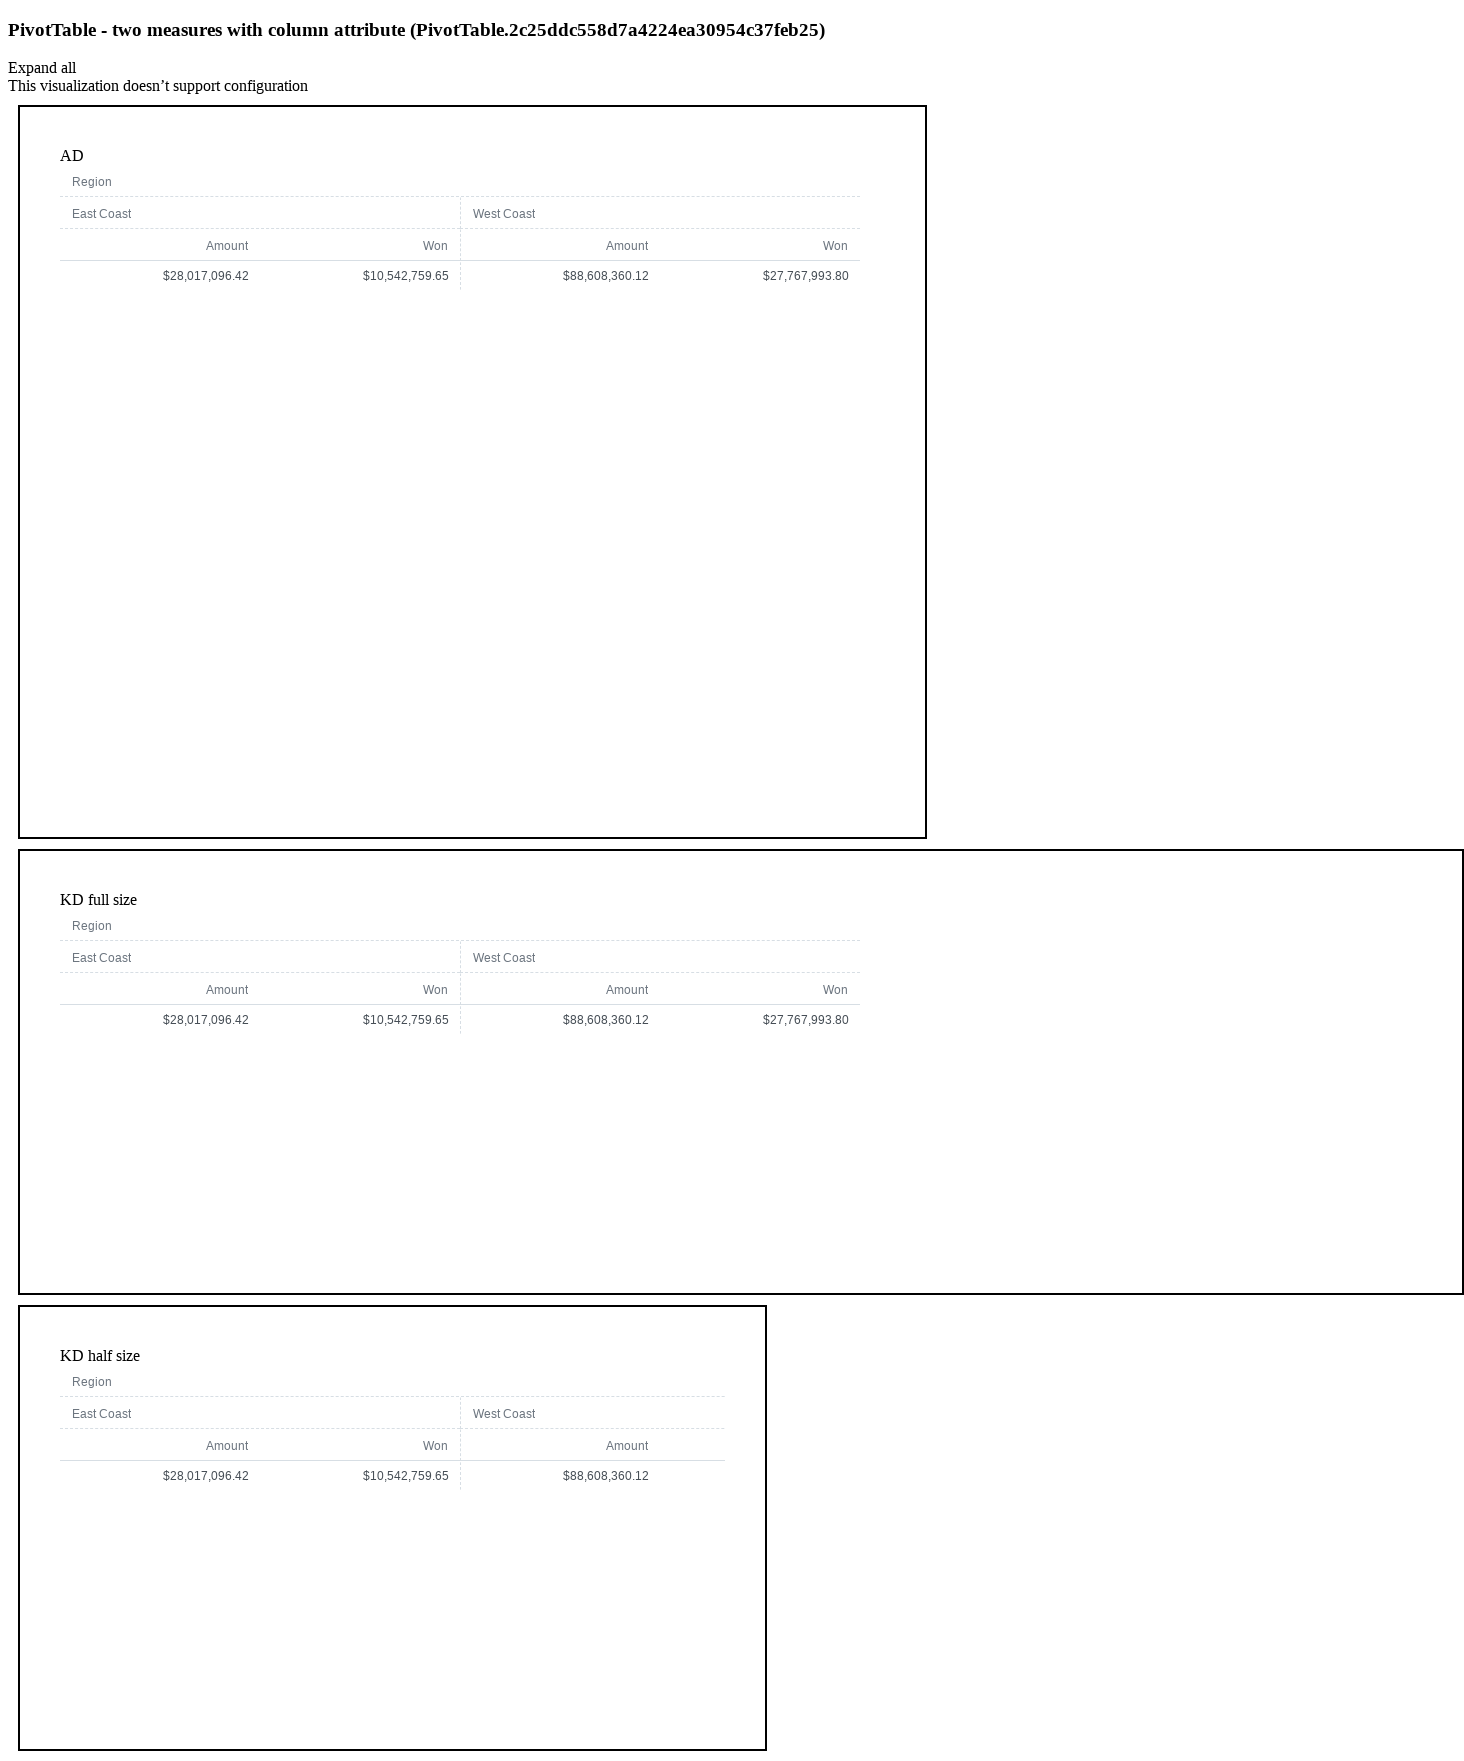 PivotTable - two measures with column attribute (PivotTable.2c25ddc558d7a4224ea30954c37feb25)
Expand all
This visualization doesn’t support configuration
AD
Region
East Coast West Coast
Amount Won Amount Won
$28,017,096.42 $10,542,759.65 $88,608,360.12 $27,767,993.80
KD full size
Region
East Coast West Coast
Amount Won Amount Won
$28,017,096.42 $10,542,759.65 $88,608,360.12 $27,767,993.80
KD half size
Region
East Coast West Coast
Amount Won Amount
$28,017,096.42 $10,542,759.65 $88,608,360.12